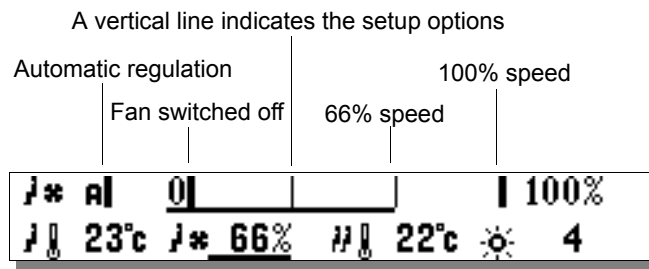 A vertical line indicates the setup options
Automatic regulation
100% speed
Fan switched off
66% speed
A 0 100%
23°c 66% 22°c 4